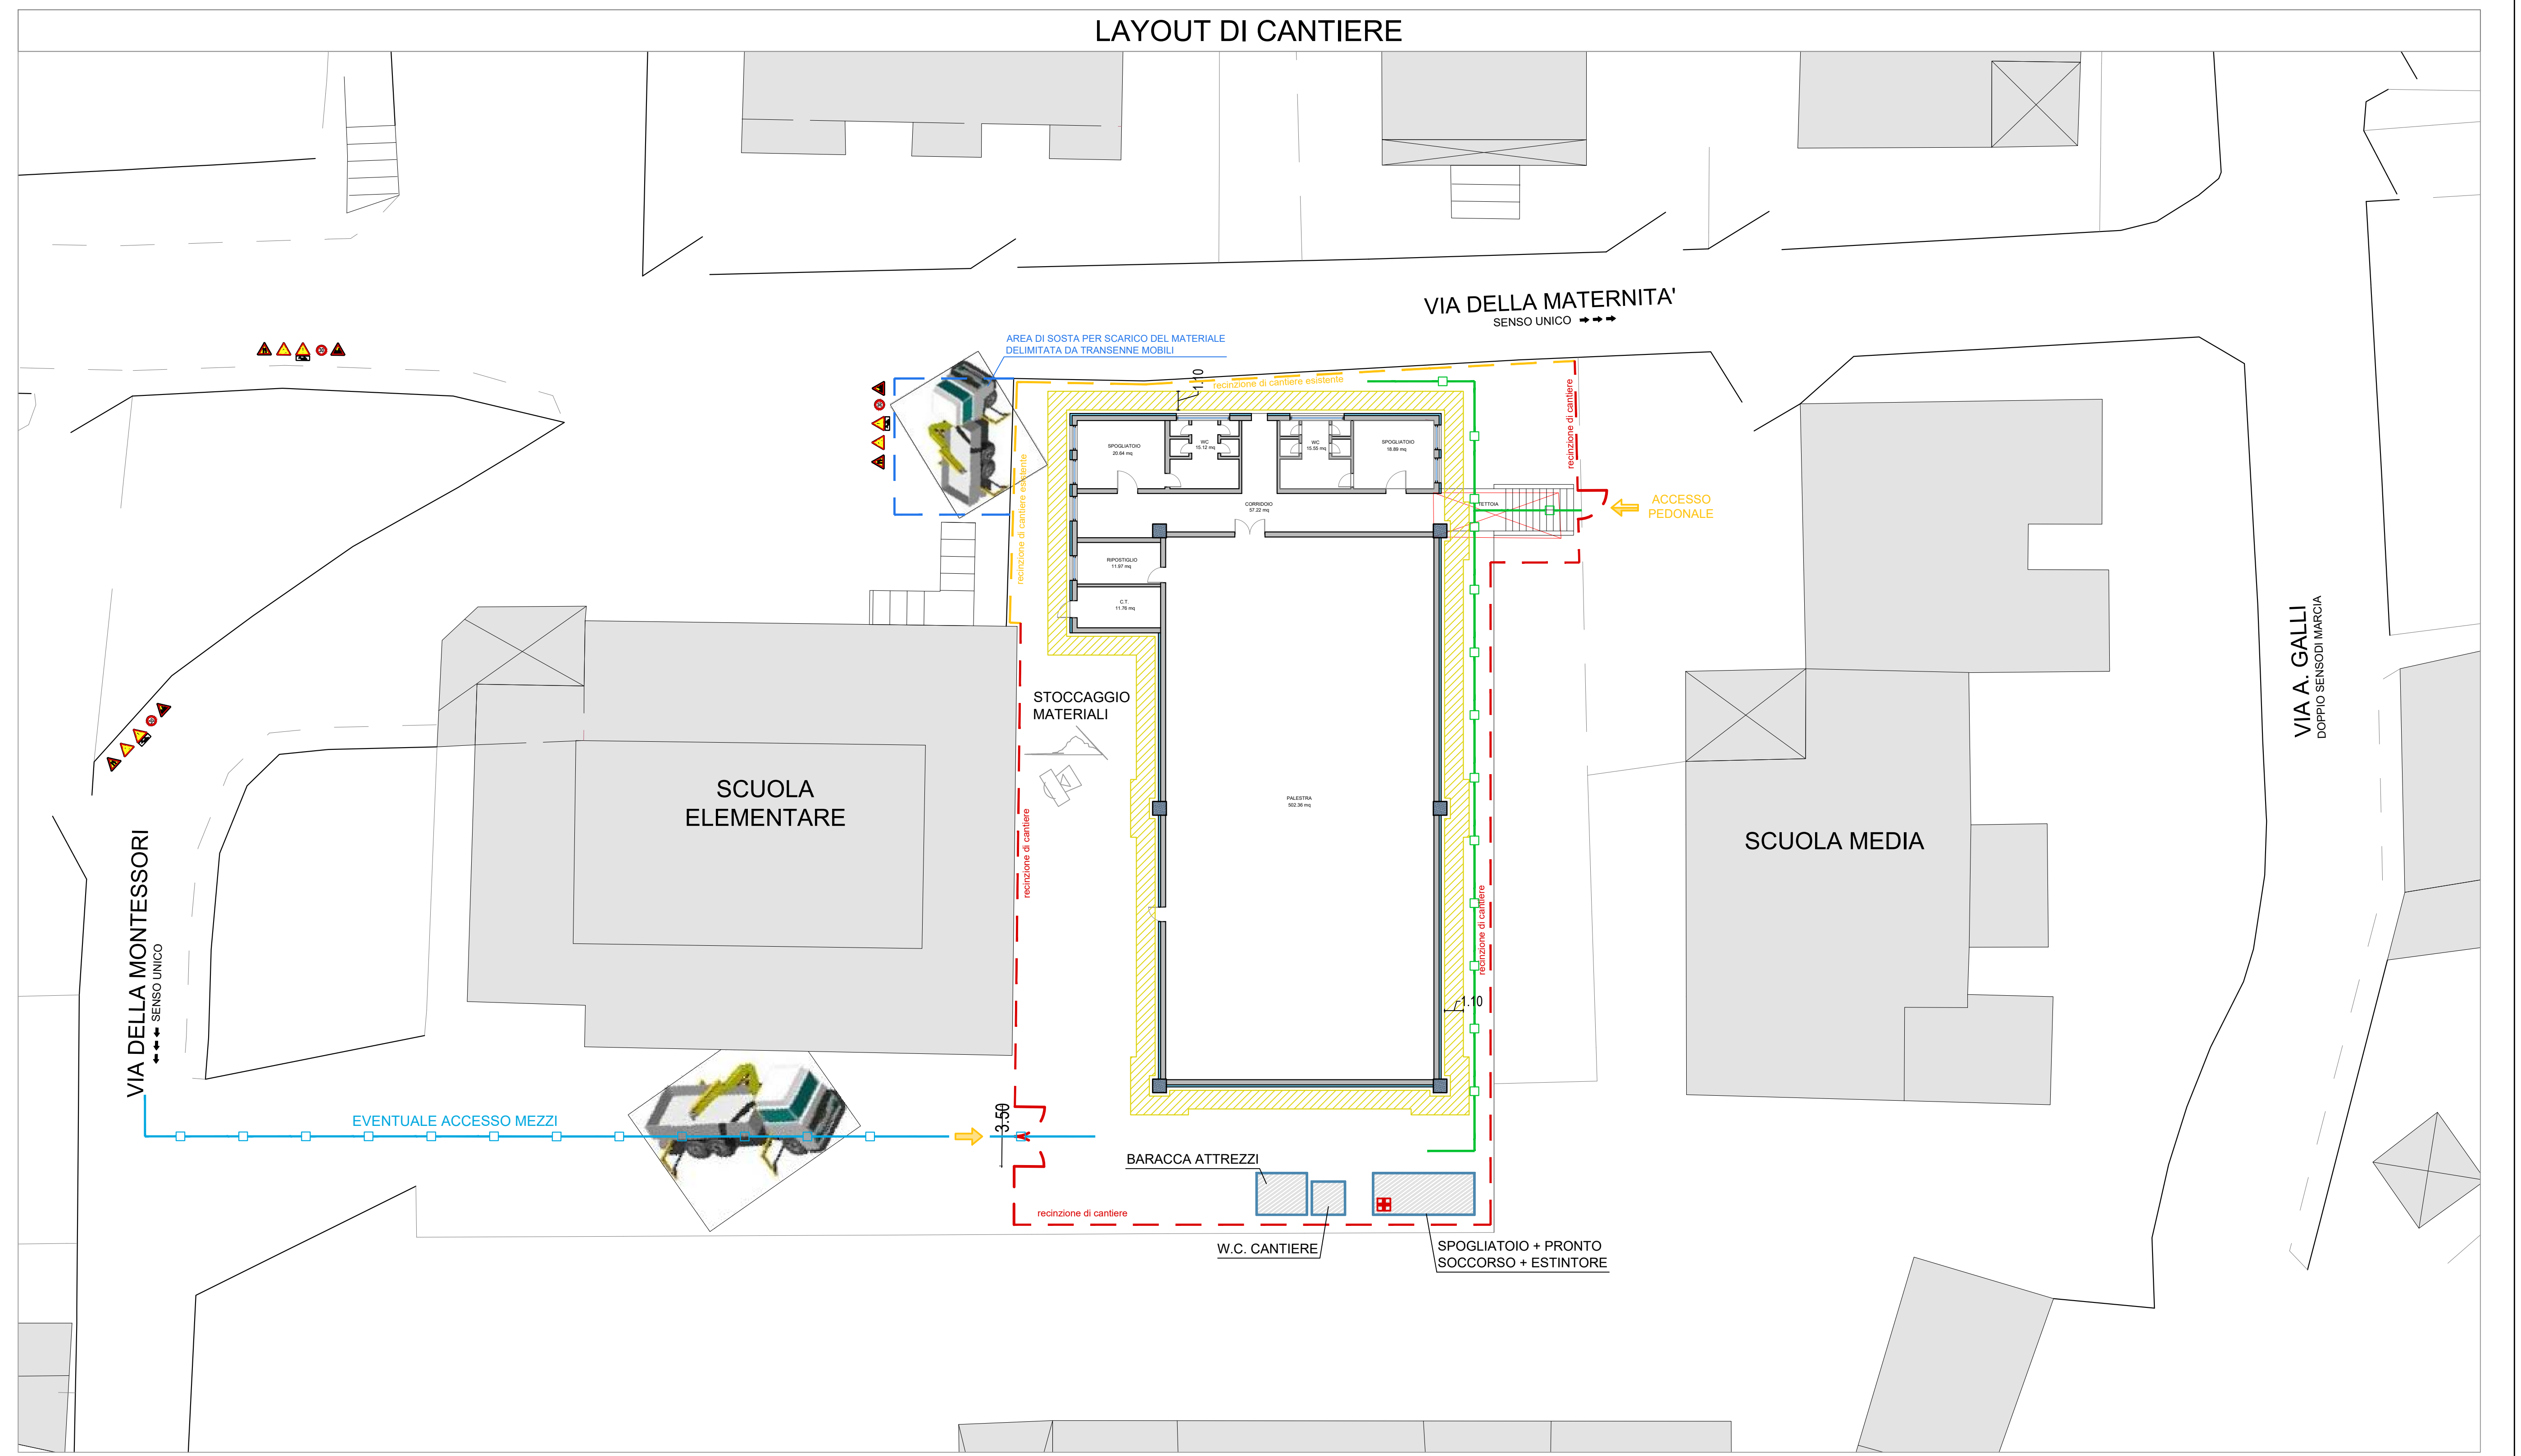 LAYOUT DI CANTIERE
VIA DELLA MATERNITA'
SENSO UNICO
AREA DI SOSTA PER SCARICO DEL MATERIALE
DELIMITATA DA TRANSENNE MOBILI
1.10
recinzione di cantiere esistente
recinzione di cantiere
recinzione di cantiere esistente
SPOGLIATOIO
20.64 mq
WC
15.12 mq
WC
15.55 mq
SPOGLIATOIO
18.89 mq
CORRIDOIO
57.22 mq
TETTOIA
ACCESSO
PEDONALE
RIPOSTIGLIO
11.97 mq
C.T.
11.76 mq
STOCCAGGIO
MATERIALI
SCUOLA
ELEMENTARE
PALESTRA
502.36 mq
SCUOLA MEDIA
VIA A. GALLI
DOPPIO SENSODI MARCIA
VIA DELLA MONTESSORI
SENSO UNICO
recinzione di cantiere
recinzione di cantiere
1.10
EVENTUALE ACCESSO MEZZI
3.50
BARACCA ATTREZZI
recinzione di cantiere
W.C. CANTIERE
SPOGLIATOIO + PRONTO
SOCCORSO + ESTINTORE